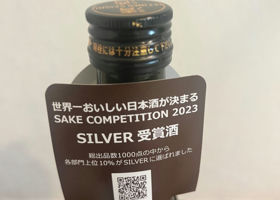 世界一おいしい日本酒が決まる
SAKE COMPETITION 2023
SILVER 受賞酒
総出品数1000点の中から
各部門上位10%がSILVERに選ばれました